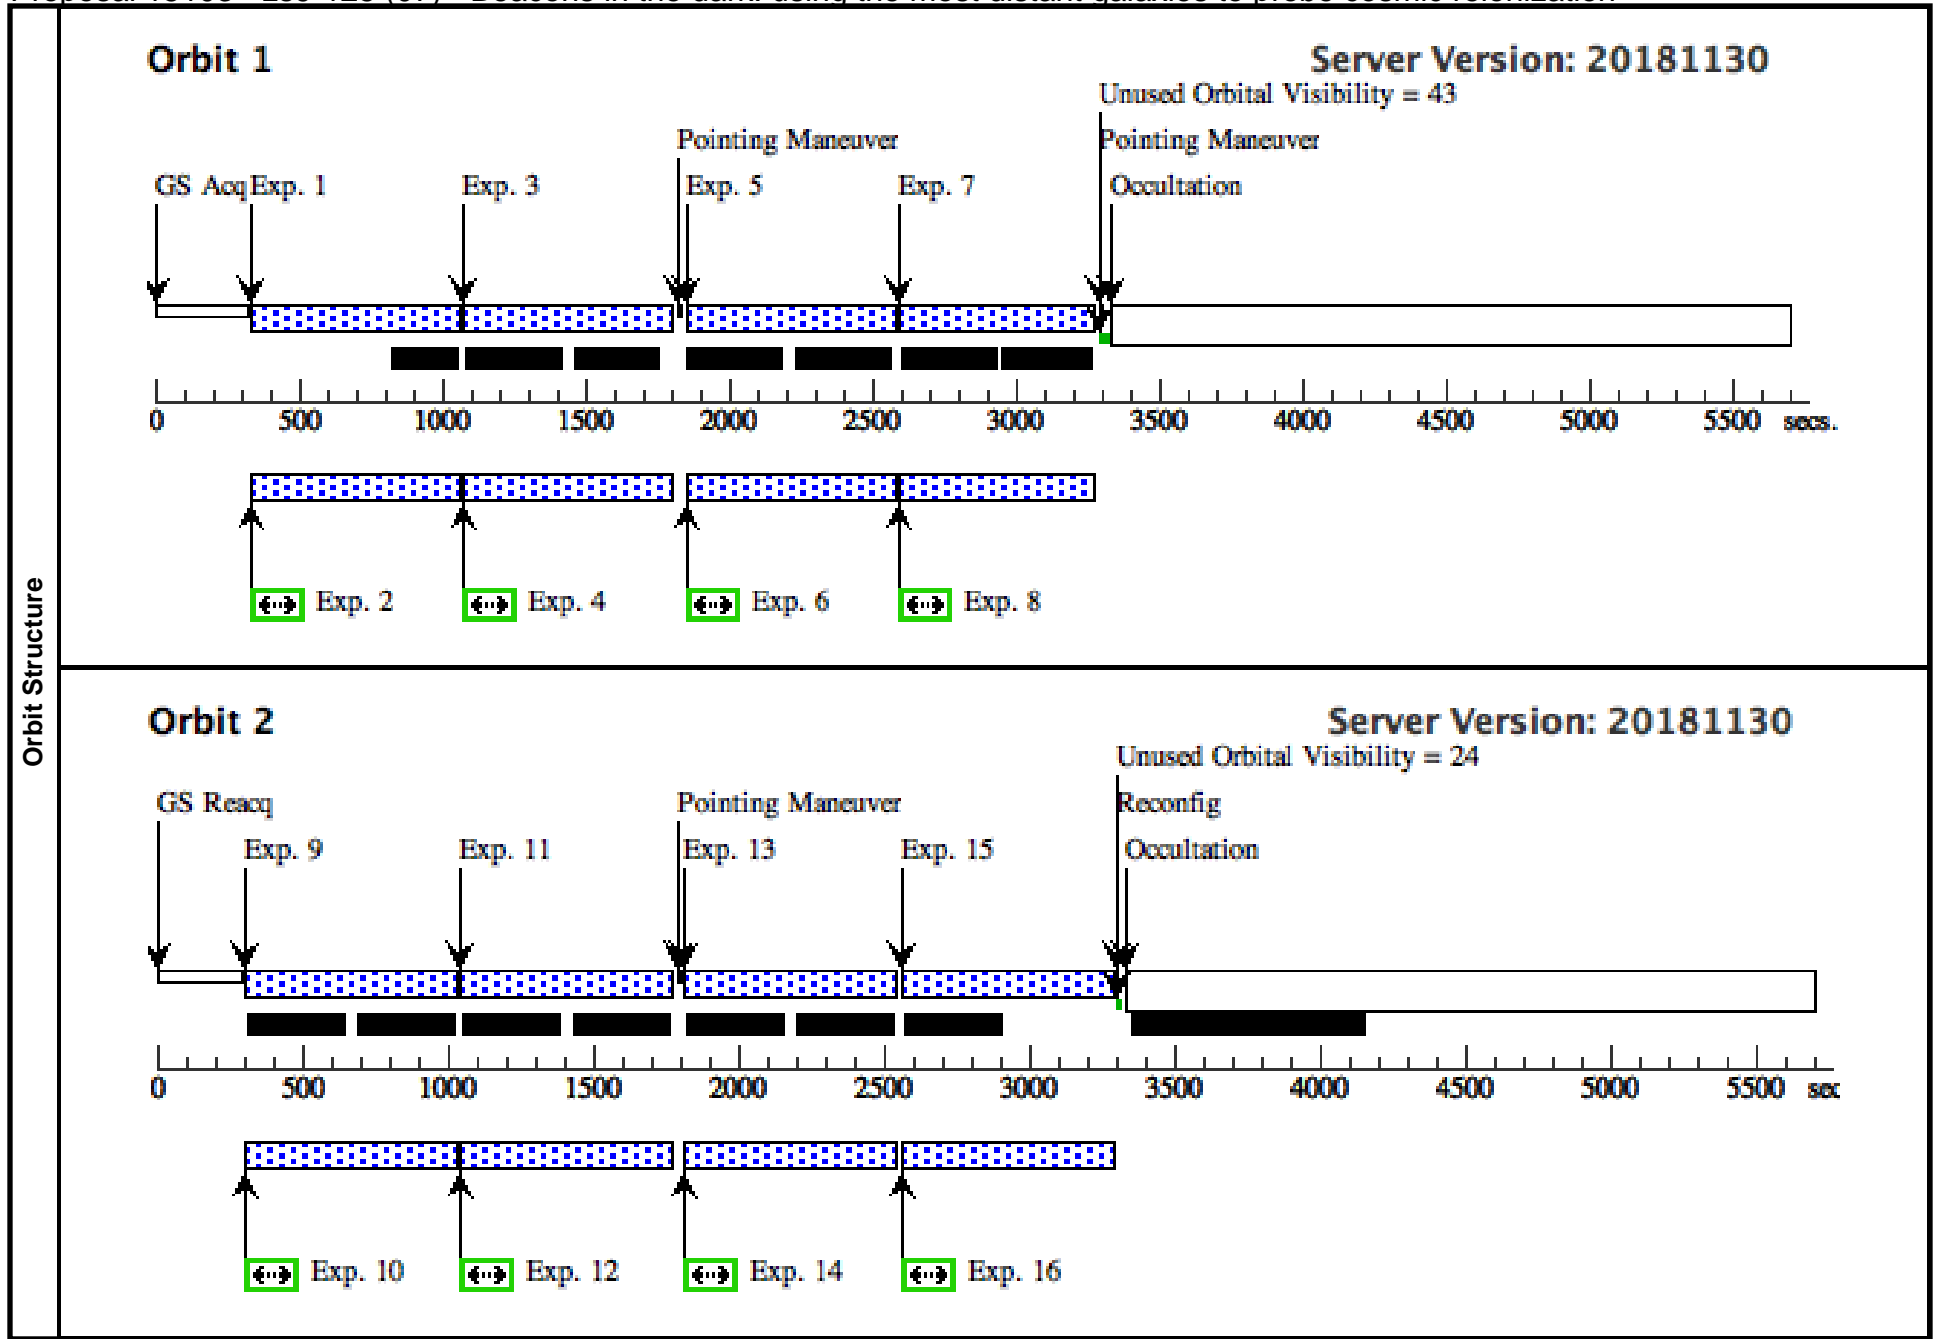 Orbit Structure
Orbit 1
Server Version: 20181130
Unused Orbital Visibility = 43
Pointing Maneuver
Pointing Maneuver
GS Acq
Exp. 1
Exp. 3
Exp. 5
Exp. 7
Occultation
0 500 1000 1500 2000 2500 3000 3500 4000 4500 5000 5500 secs.
Exp. 2
Exp. 4
Exp. 6
Exp. 8
Orbit 2
Server Version: 20181130
Unused Orbital Visibility = 24
GS Reacq
Pointing Maneuver
Reconfig
Exp. 9
Exp. 11
Exp. 13
Exp. 15
Occultation
0 500 1000 1500 2000 2500 3000 3500 4000 4500 5000 5500 sec
Exp. 10
Exp. 12
Exp. 14
Exp. 16